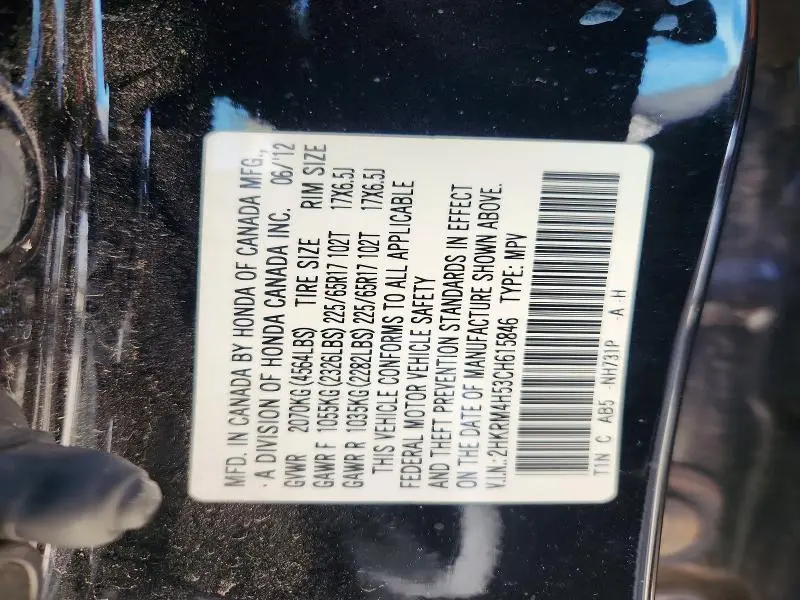 MFD. IN CANADA BY HONDA OF CANADA MFG.,
A DIVISION OF HONDA CANADA INC. 06/'12
GVWR 2070KG(4564LBS) TIRE SIZE RIM SIZE
GAWR F 1055KG(2326LBS) 225/65R17 102T 17X6.5J
GAWR R 1035KG(2282LBS) 225/65R17 102T 17X6.5J
THIS VEHICLE CONFORMS TO ALL APPLICABLE
FEDERAL MOTOR VEHICLE SAFETY
AND THEFT PREVENTION STANDARDS IN EFFECT
ON THE DATE OF MANUFACTURE SHOWN ABOVE.
V.I.N.: 2HKRM4H53CH615846 TYPE: MPV
T1N C AB5 NH731P -A -H